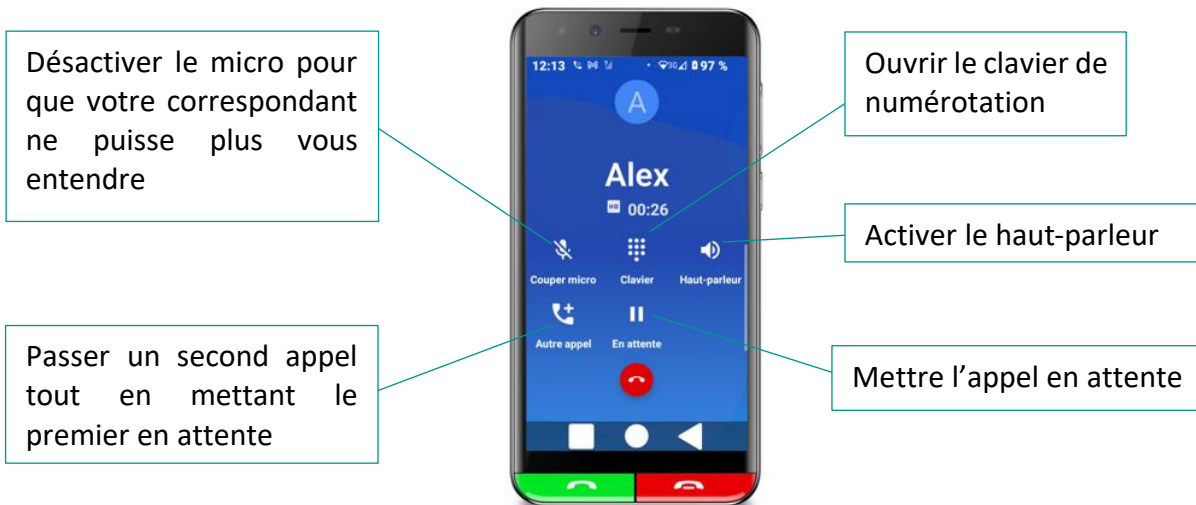 Désactiver le micro pour
que votre correspondant
ne puisse plus vous
entendre
Passer un second appel
tout en mettant le
premier en attente
12:13 3G 97 %
A
Alex
HD 00:26
Couper micro Clavier Haut-parleur
Autre appel En attente
Ouvrir le clavier de
numérotation
Activer le haut-parleur
Mettre l’appel en attente